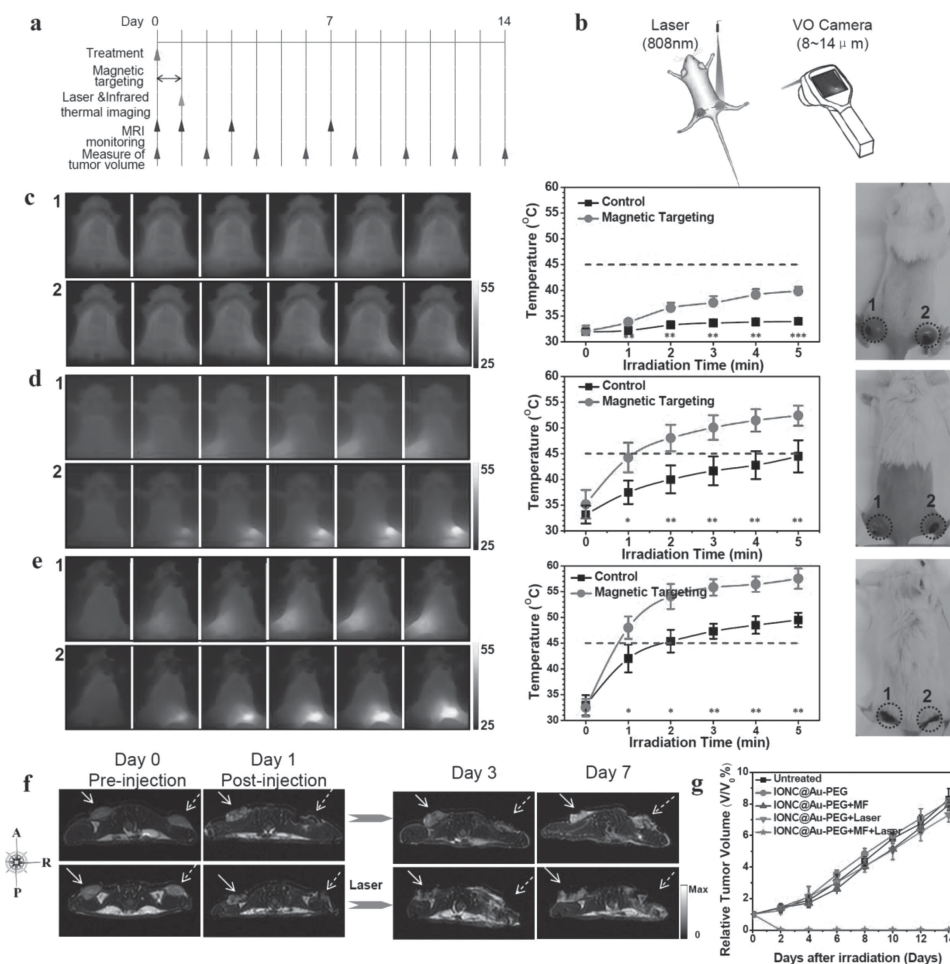 a
Day
0
7
14
Treatment
Magnetic
targeting
Laser &Infrared
thermal imaging
MRI
monitoring
Measure of
tumor volume
b
Laser
(808nm)
VO Camera
(8~14 μm)
c
1
2
55
25
60
55
50
45
40
35
30
Temperature (°C)
Control
Magnetic Targeting
** ** ** ** ***
0 1 2 3 4 5
Irradiation Time (min)
1
2
d
1
2
55
25
60
55
50
45
40
35
30
Temperature (°C)
Control
Magnetic Targeting
* ** ** ** **
0 1 2 3 4 5
Irradiation Time (min)
1
2
e
1
2
55
25
60
55
50
45
40
35
30
Temperature (°C)
Control
Magnetic Targeting
* * ** ** **
0 1 2 3 4 5
Irradiation Time (min)
1
2
f
Day 0
Pre-injection
Day 1
Post-injection
Day 3
Day 7
A
R
P
Laser
Max
0
g
10
8
6
4
2
0
Relative Tumor Volume (V/V₀%)
Untreated
IONC@Au-PEG
IONC@Au-PEG+MF
IONC@Au-PEG+Laser
IONC@Au-PEG+MF+Laser
0 2 4 6 8 10 12 14
Days after irradiation (Days)